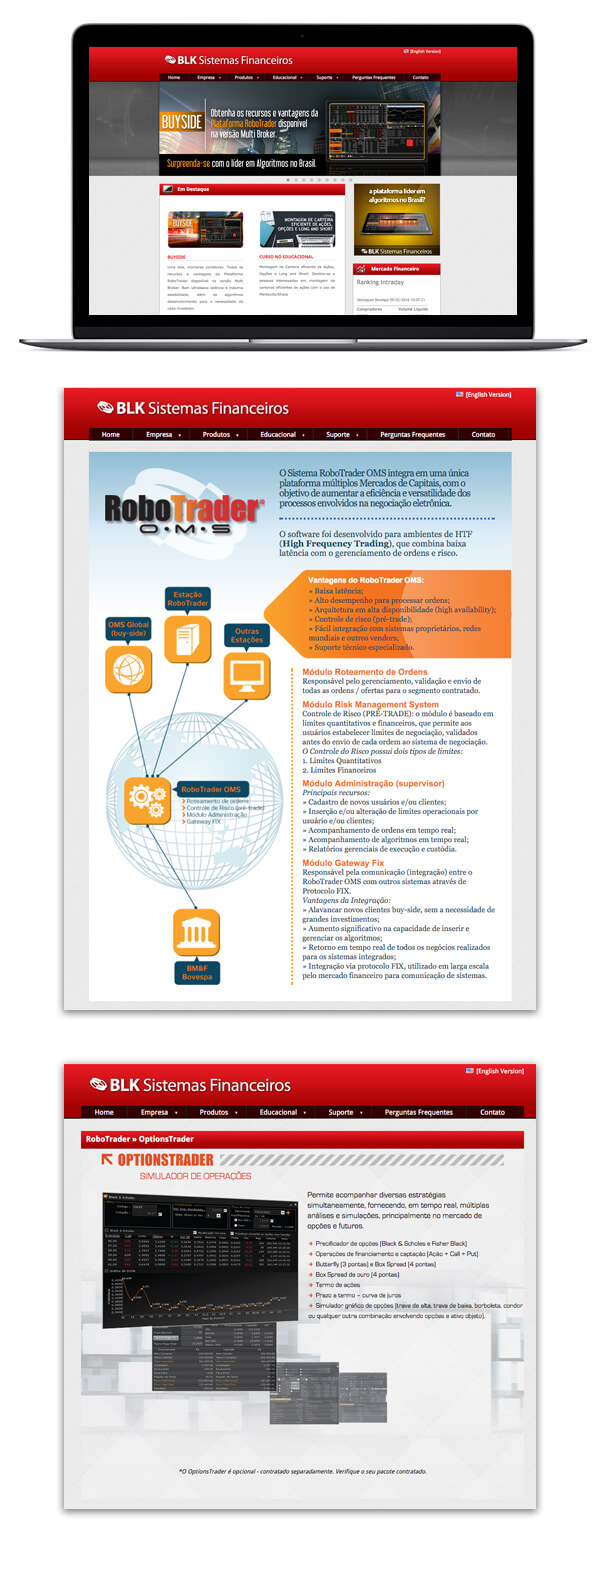 [English Version]
BLK Sistemas Financeiros
Home Empresa Produtos Educacional Suporte Perguntas Frequentes Contato
BUYSIDE
Obtenha os recursos e vantagens da
Plataforma RoboTrader disponível
na versão Multi Broker.
Surpreenda-se com o líder em Algoritmos no Brasil.
Em Destaque
BUYSIDE
BUYSIDE
MONTAGEM DE CARTEIRA
EFICIENTE DE AÇÕES,
OPÇÕES E LONG AND SHORT
CURSO NO EDUCACIONAL
a plataforma líder em
algoritmos no Brasil?
BLK Sistemas Financeiros
Mercado Financeiro
Ranking Intraday
Compradores Volume Líquido
[English Version]
BLK Sistemas Financeiros
Home Empresa Produtos Educacional Suporte Perguntas Frequentes Contato
RoboTrader®
O•M•S
O Sistema RoboTrader OMS integra em uma única
plataforma múltiplos Mercados de Capitais, com o
objetivo de aumentar a eficiência e versatilidade dos
processos envolvidos na negociação eletrônica.
O software foi desenvolvido para ambientes de HTF
(High Frequency Trading), que combina baixa
latência com o gerenciamento de ordens e risco.
Vantagens do RoboTrader OMS:
» Baixa latência;
» Alto desempenho para processar ordens;
» Arquitetura em alta disponibilidade (high availability);
» Controle de risco (pré-trade);
» Fácil integração com sistemas proprietários, redes
mundiais e outros vendors;
» Suporte técnico especializado.
Estação
RoboTrader
OMS Global
(buy-side)
Outras
Estações
RoboTrader OMS
Roteamento de ordens
Controle de Risco (pré-trade)
Módulo Administração
Gateway FIX
BM&F
Bovespa
Módulo Roteamento de Ordens
Responsável pelo gerenciamento, validação e envio de
todas as ordens / ofertas para o segmento contratado.
Módulo Risk Management System
Controle de Risco (PRÉ-TRADE): o módulo é baseado em
limites quantitativos e financeiros, que permite aos
usuários estabelecer limites de negociação, validados
antes do envio de cada ordem ao sistema de negociação.
O Controle do Risco possui dois tipos de limites:
1. Limites Quantitativos
2. Limites Financeiros
Módulo Administração (supervisor)
Principais recursos:
» Cadastro de novos usuários e/ou clientes;
» Inserção e/ou alteração de limites operacionais por
usuário e/ou clientes;
» Acompanhamento de ordens em tempo real;
» Acompanhamento de algoritmos em tempo real;
» Relatórios gerenciais de execução e custódia.
Módulo Gateway Fix
Responsável pela comunicação (integração) entre o
RoboTrader OMS com outros sistemas através de
Protocolo FIX.
Vantagens da Integração:
» Alavancar novos clientes buy-side, sem a necessidade de
grandes investimentos;
» Aumento significativo na capacidade de inserir e
gerenciar os algoritmos;
» Retorno em tempo real de todos os negócios realizados
para os sistemas integrados;
» Integração via protocolo FIX, utilizado em larga escala
pelo mercado financeiro para comunicação de sistemas.
[English Version]
BLK Sistemas Financeiros
Home Empresa Produtos Educacional Suporte Perguntas Frequentes Contato
RoboTrader » OptionsTrader
OPTIONSTRADER
SIMULADOR DE OPERAÇÕES
Permite acompanhar diversas estratégias
simultaneamente, fornecendo, em tempo real, múltiplas
análises e simulações, principalmente no mercado de
opções e futuros.
Precificador de opções (Black & Scholes e Fisher Black)
Operações de financiamento e captação (Ação + Call + Put)
Butterfly (3 pontas) e Box Spread (4 pontas)
Box Spread de ouro (4 pontas)
Termo de ações
Prazo a termo – curva de juros
Simulador gráfico de opções (trava de alta, trava de baixa, borboleta, condor
ou qualquer outra combinação envolvendo opções e ativo objeto).
*O OptionsTrader é opcional - contratado separadamente. Verifique o seu pacote contratado.